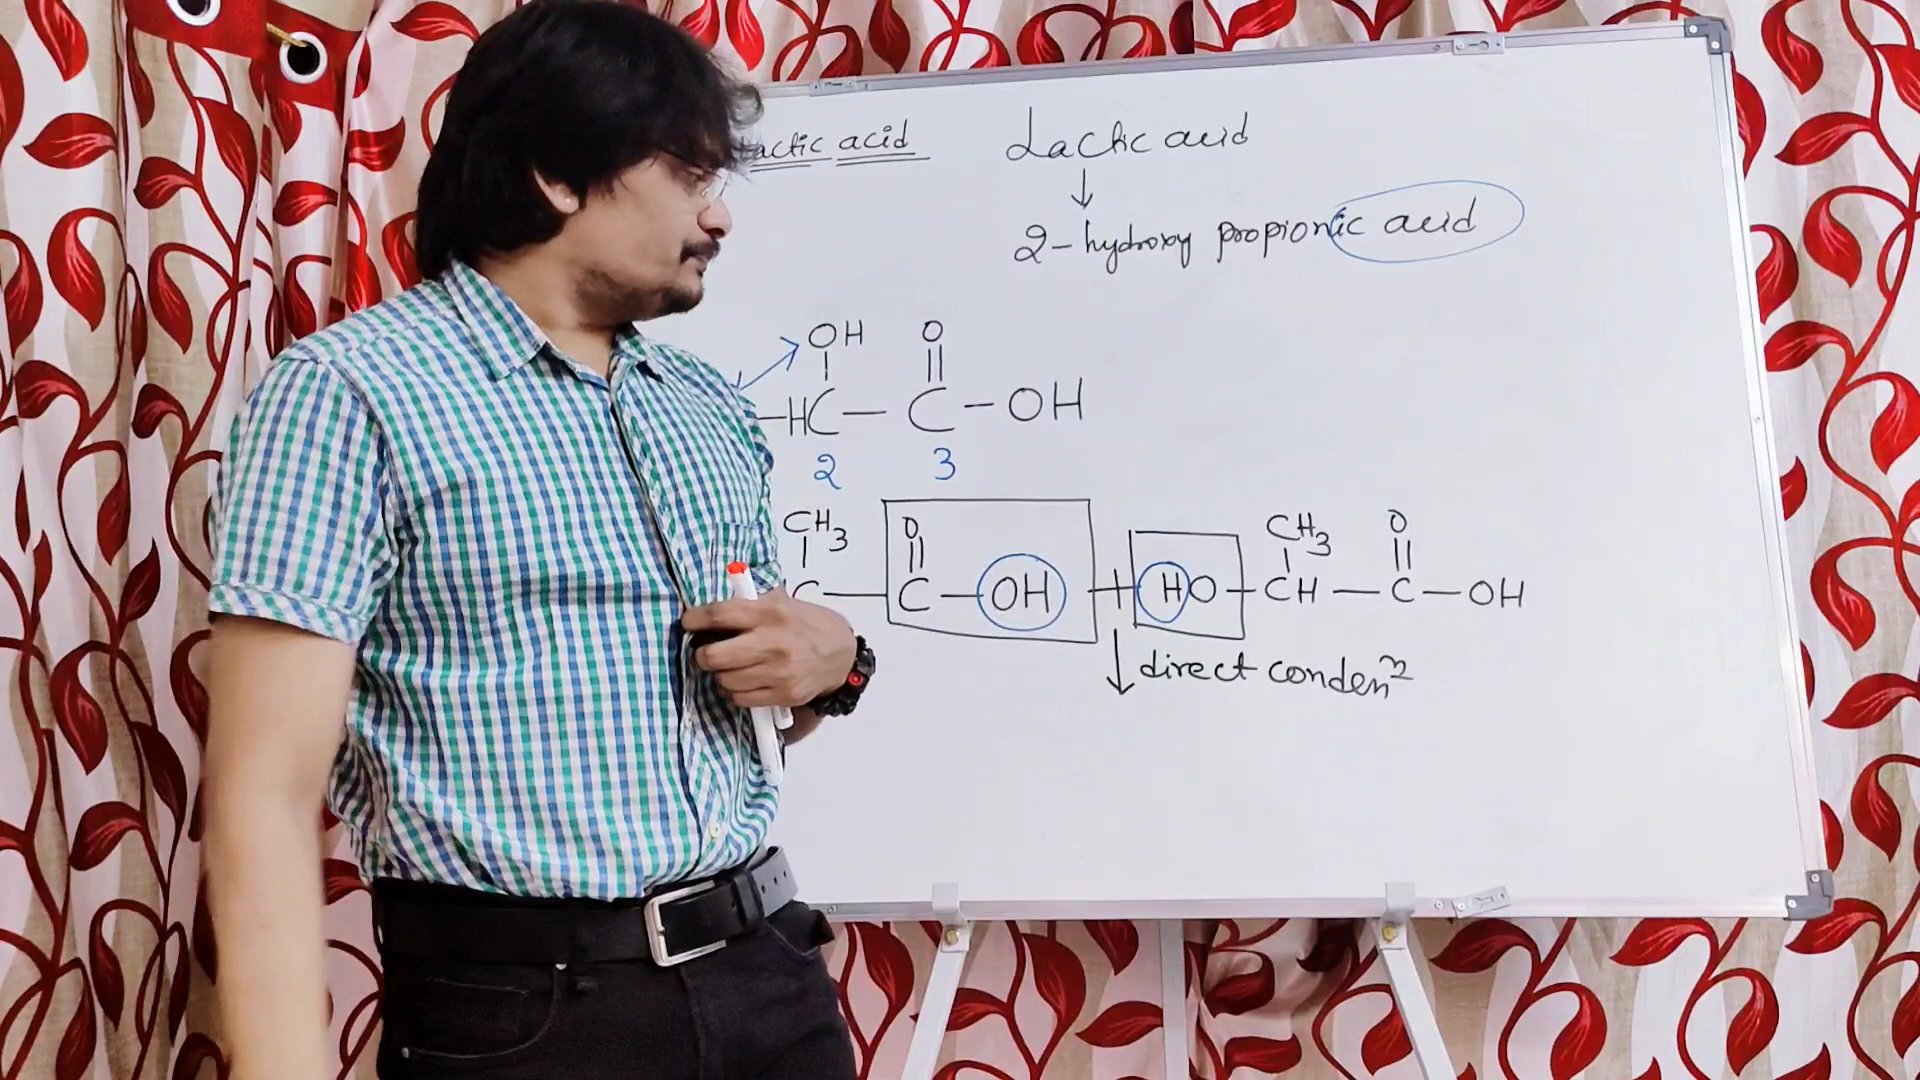 actic acid
Lactic acid
↓
2-hydroxy propionic acid
OH O
-HC - C - OH
2 3
CH3 O CH3 O
C - C - OH + HO - CH - C - OH
↓ direct condenⁿ